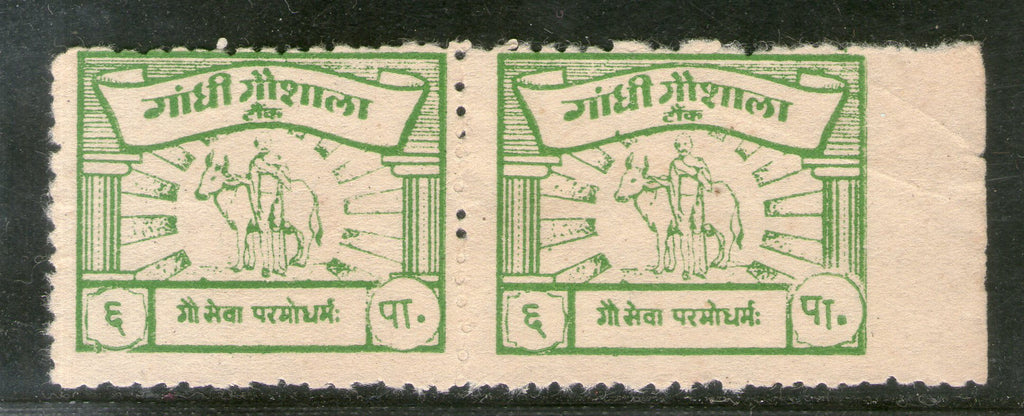 गांधी गौशाला
टौंक
६ गौ सेवा परमोधर्मः पा॰
गांधी गौशाला
टौंक
६ गौ सेवा परमोधर्मः पा॰